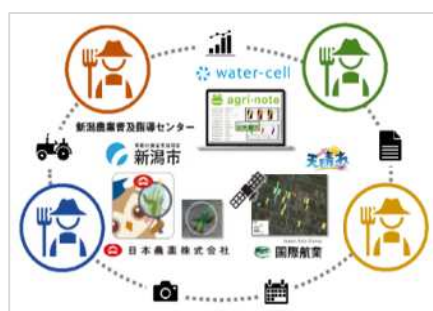 water-cell
agri-note
新潟農業普及指導センター
新潟市
天晴れ
日本農薬株式会社
国際航業